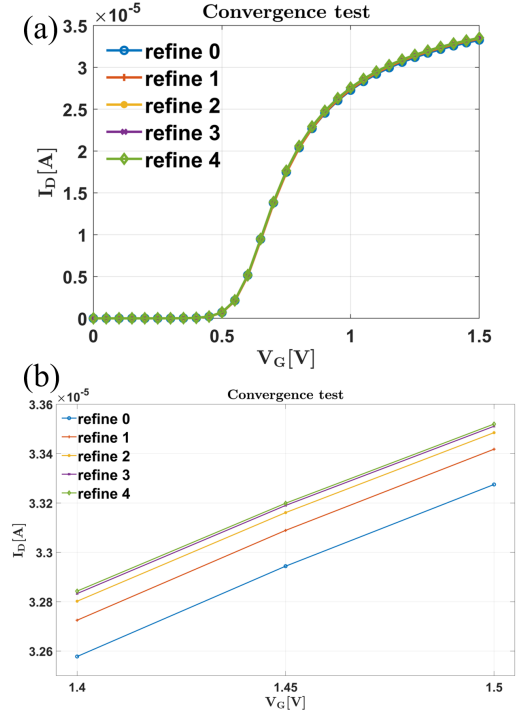 (a)
×10⁻⁵
Convergence test
3.5
3
2.5
2
1.5
1
0.5
0
I_D[A]
refine 0
refine 1
refine 2
refine 3
refine 4
0
0.5
1
1.5
V_G[V]
(b)
×10⁻⁵
Convergence test
3.36
3.34
3.32
3.3
3.28
3.26
I_D[A]
refine 0
refine 1
refine 2
refine 3
refine 4
1.4
1.45
1.5
V_G[V]